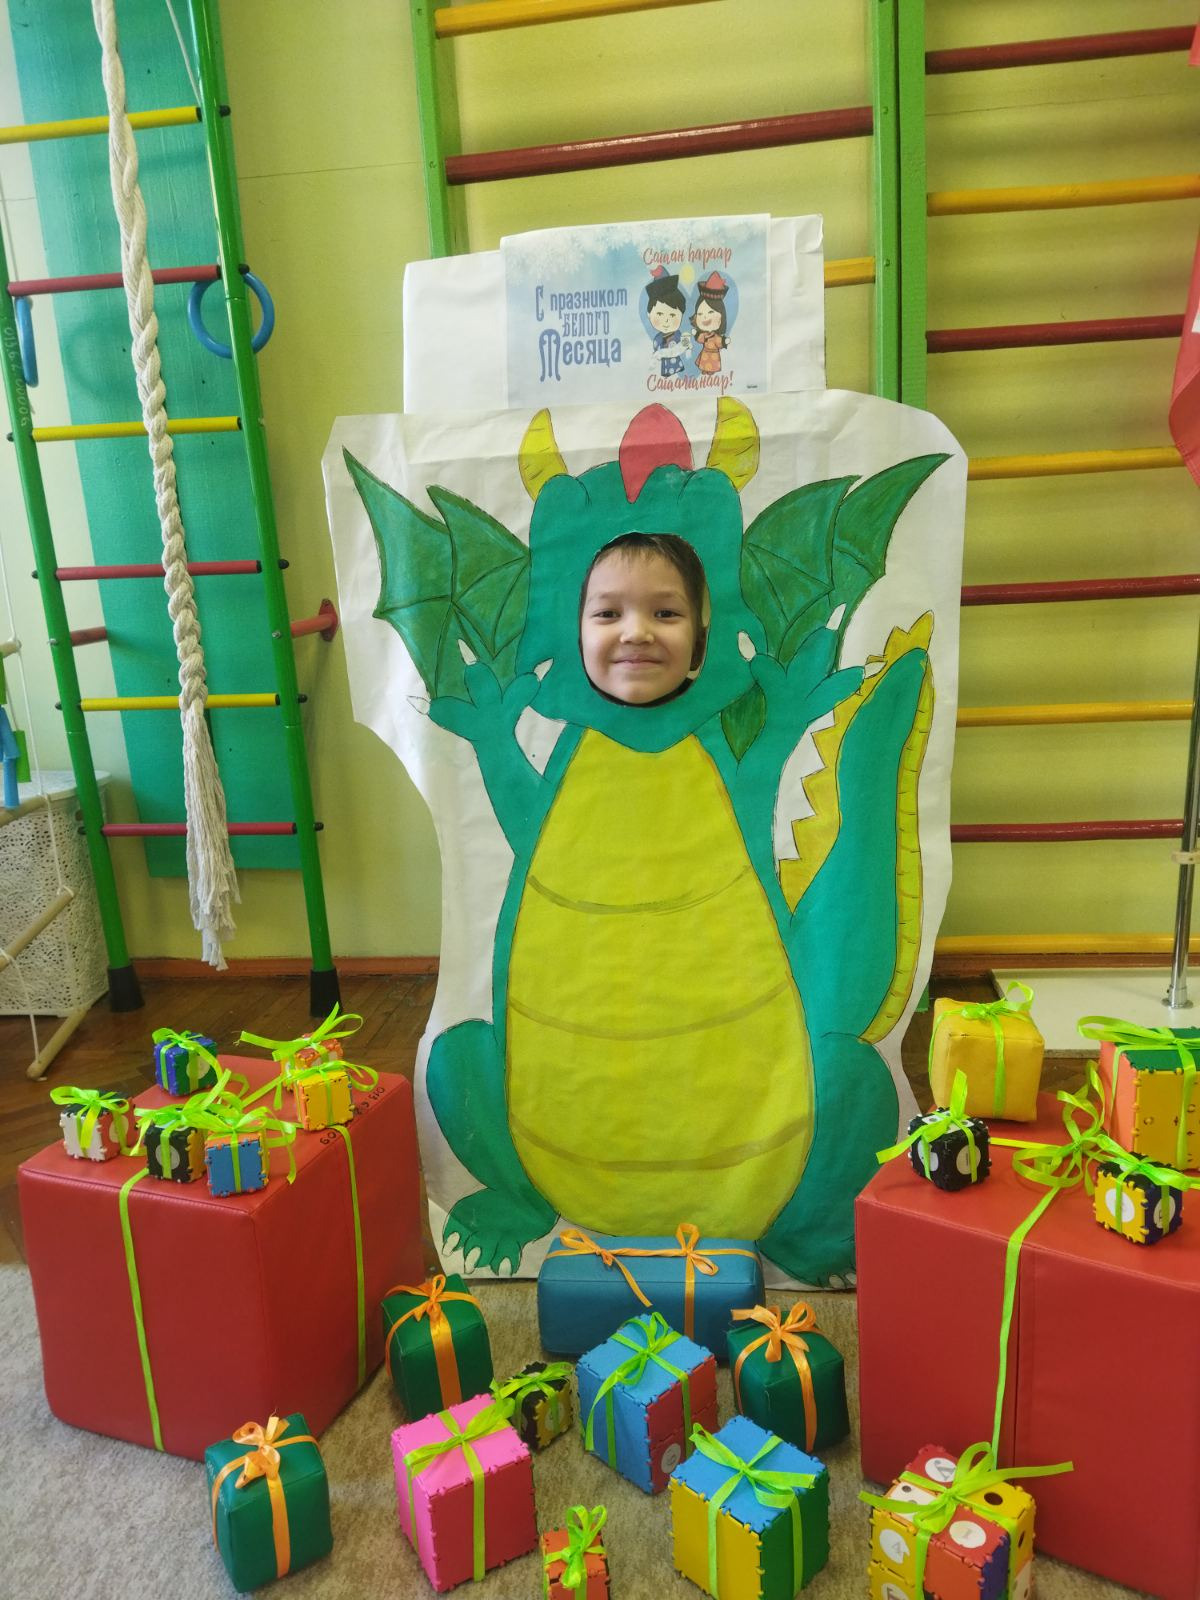 Сагаан һараар
С празником
БЕЛОГО
Месяца
Сагаалганаар!